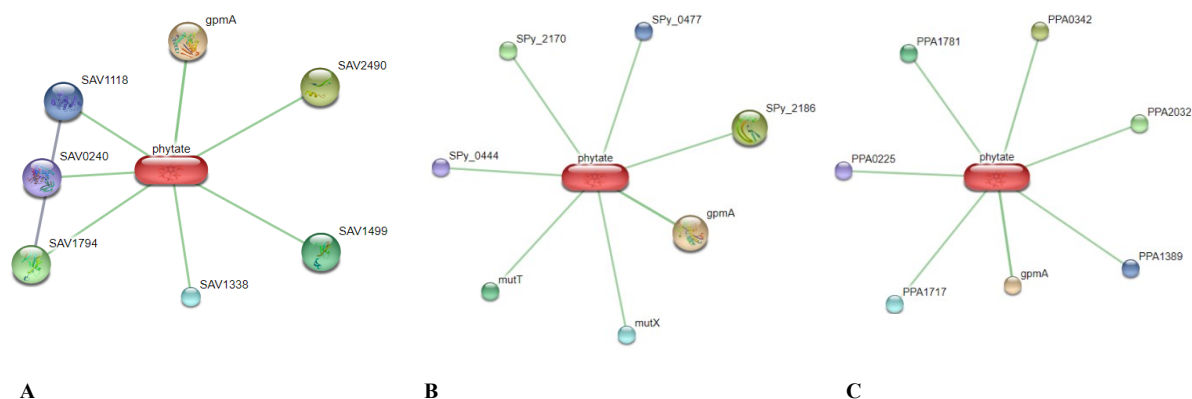 gpmA
SAV2490
SAV1118
phytate
SAV0240
SAV1794
SAV1499
SAV1338
A
SPy_0477
SPy_2170
SPy_2186
phytate
SPy_0444
gpmA
mutT
mutX
B
PPA0342
PPA1781
PPA2032
phytate
PPA0225
PPA1389
gpmA
PPA1717
C